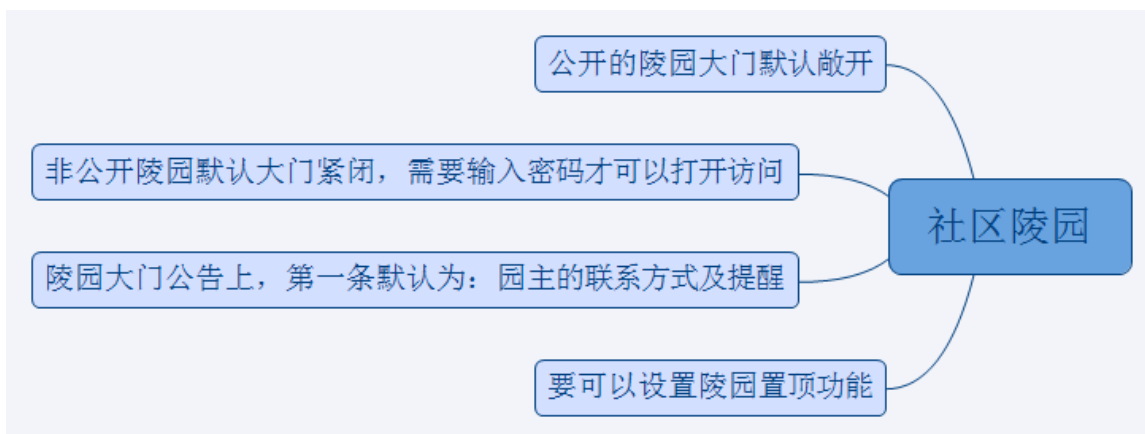 公开的陵园大门默认敞开
非公开陵园默认大门紧闭，需要输入密码才可以打开访问
社区陵园
陵园大门公告上，第一条默认为：园主的联系方式及提醒
要可以设置陵园置顶功能